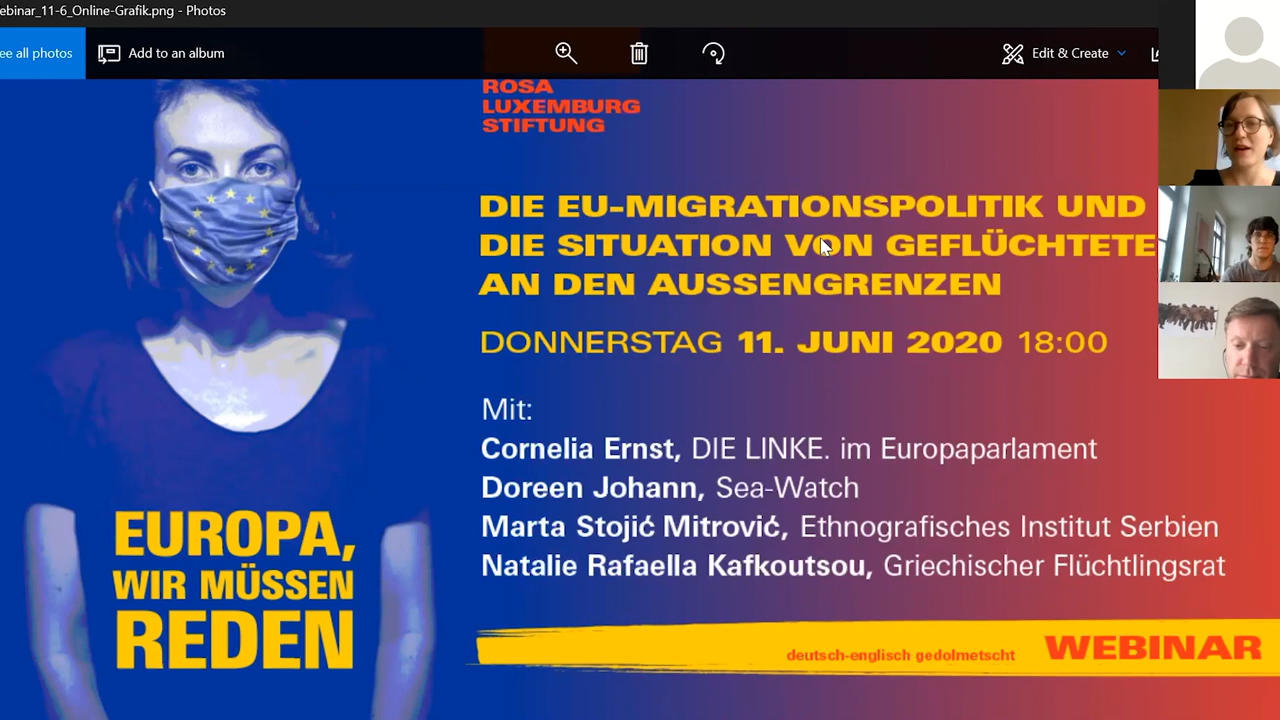 ebinar_11-6_Online-Grafik.png - Photos
ee all photos
Add to an album
Edit & Create
ROSA
LUXEMBURG
STIFTUNG
DIE EU-MIGRATIONSPOLITIK UND
DIE SITUATION VON GEFLÜCHTETE
AN DEN AUSSENGRENZEN
DONNERSTAG 11. JUNI 2020 18:00
Mit:
Cornelia Ernst, DIE LINKE. im Europaparlament
Doreen Johann, Sea-Watch
Marta Stojić Mitrović, Ethnografisches Institut Serbien
Natalie Rafaella Kafkoutsou, Griechischer Flüchtlingsrat
EUROPA,
WIR MÜSSEN
REDEN
deutsch-englisch gedolmetscht
WEBINAR